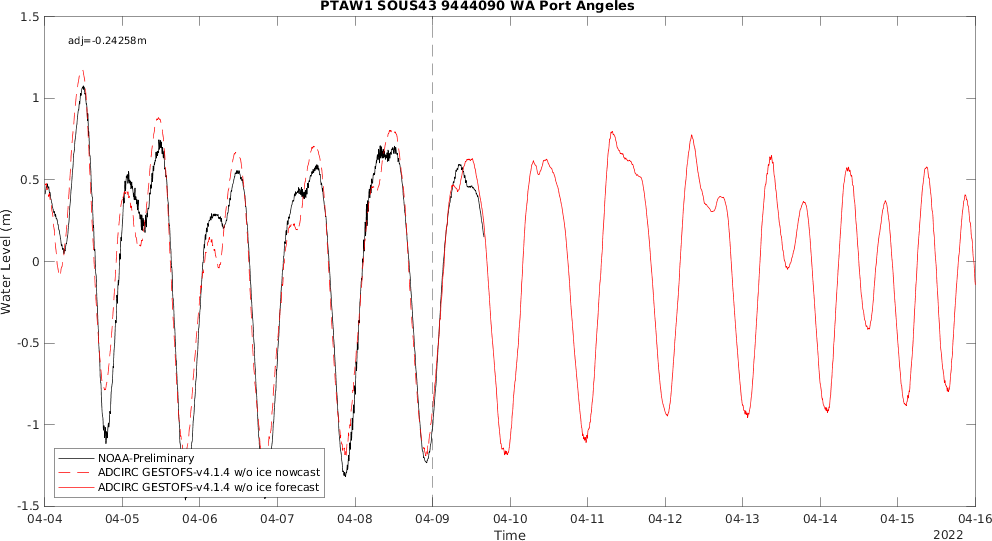 PTAW1 SOUS43 9444090 WA Port Angeles
adj=-0.24258m
1.5
1
0.5
0
-0.5
-1
-1.5
Water Level (m)
NOAA-Preliminary
ADCIRC GESTOFS-v4.1.4 w/o ice nowcast
ADCIRC GESTOFS-v4.1.4 w/o ice forecast
04-04 04-05 04-06 04-07 04-08 04-09 04-10 04-11 04-12 04-13 04-14 04-15 04-16
Time
2022